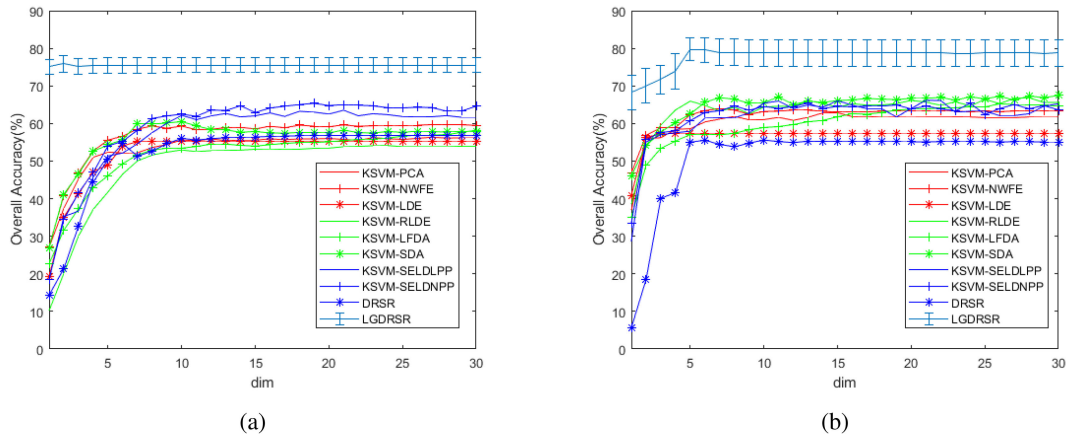 90
80
70
60
50
40
30
20
10
0
Overall Accuracy(%)
KSVM-PCA
KSVM-NWFE
KSVM-LDE
KSVM-RLDE
KSVM-LFDA
KSVM-SDA
KSVM-SELDLPP
KSVM-SELDNPP
DRSR
LGDRSR
5 10 15 20 25 30
dim
(a)
90
80
70
60
50
40
30
20
10
0
Overall Accuracy(%)
KSVM-PCA
KSVM-NWFE
KSVM-LDE
KSVM-RLDE
KSVM-LFDA
KSVM-SDA
KSVM-SELDLPP
KSVM-SELDNPP
DRSR
LGDRSR
5 10 15 20 25 30
dim
(b)